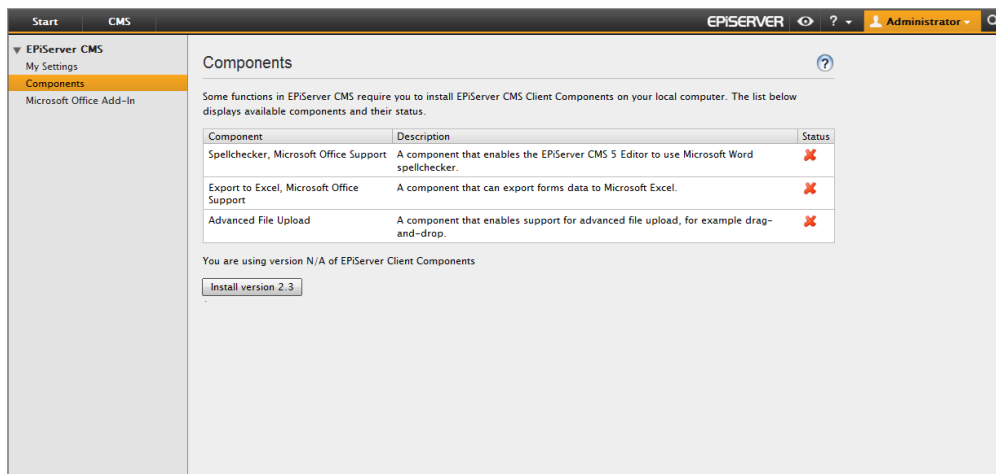 Start CMS EPiSERVER ? Administrator
EPiServer CMS
My Settings
Components
Microsoft Office Add-In
Components
?
Some functions in EPiServer CMS require you to install EPiServer CMS Client Components on your local computer. The list below
displays available components and their status.
Component Description Status
Spellchecker, Microsoft Office Support A component that enables the EPiServer CMS 5 Editor to use Microsoft Word
spellchecker.
Export to Excel, Microsoft Office A component that can export forms data to Microsoft Excel.
Support
Advanced File Upload A component that enables support for advanced file upload, for example drag-
and-drop.
You are using version N/A of EPiServer Client Components
Install version 2.3